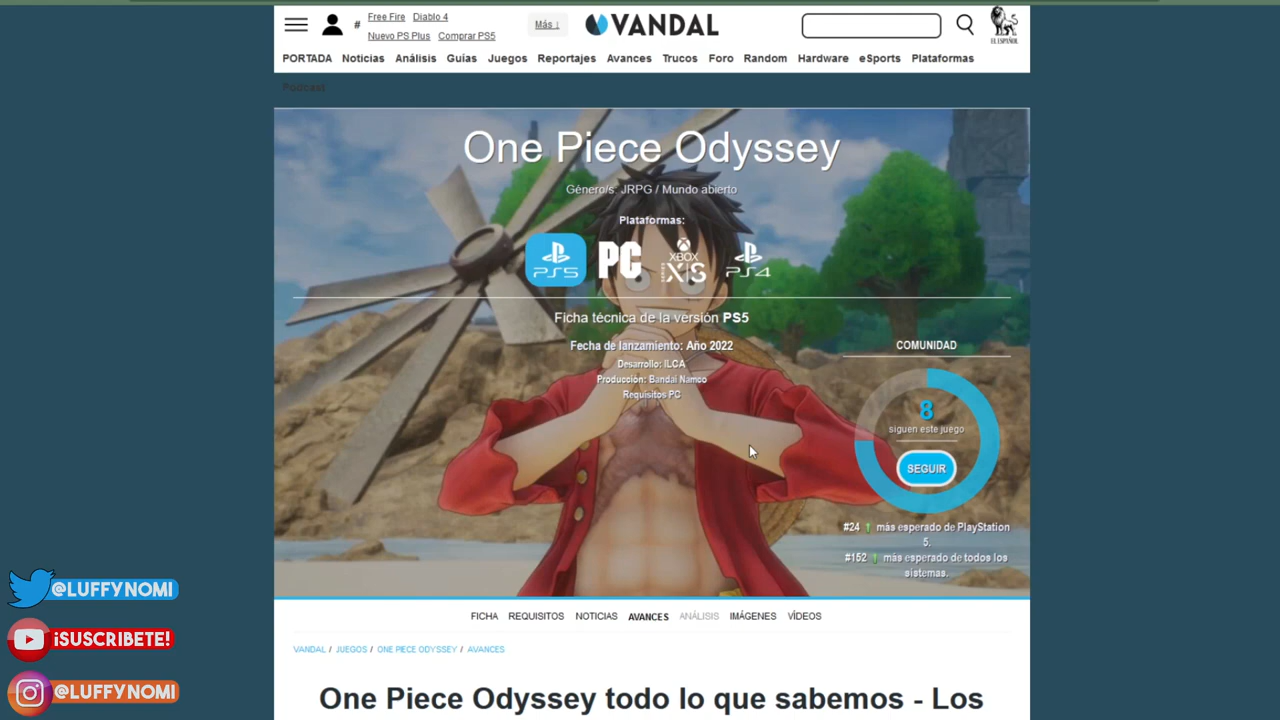 Free Fire Diablo 4
#
Nuevo PS Plus Comprar PS5
Más ↓
VANDAL
EL ESPAÑOL
PORTADA Noticias Análisis Guías Juegos Reportajes Avances Trucos Foro Random Hardware eSports Plataformas
Podcast
One Piece Odyssey
Género/s: JRPG / Mundo abierto
Plataformas:
PS5 PC XBOX SERIES X|S PS4
Ficha técnica de la versión PS5
Fecha de lanzamiento: Año 2022
Desarrollo: ILCA
Producción: Bandai Namco
Requisitos PC
COMUNIDAD
8
siguen este juego
SEGUIR
#24 ↑ más esperado de PlayStation
5.
#152 ↑ más esperado de todos los
sistemas.
@LUFFYNOMI
¡SUSCRIBETE!
@LUFFYNOMI
FICHA REQUISITOS NOTICIAS AVANCES ANÁLISIS IMÁGENES VÍDEOS
VANDAL / JUEGOS / ONE PIECE ODYSSEY / AVANCES
One Piece Odyssey todo lo que sabemos - Los